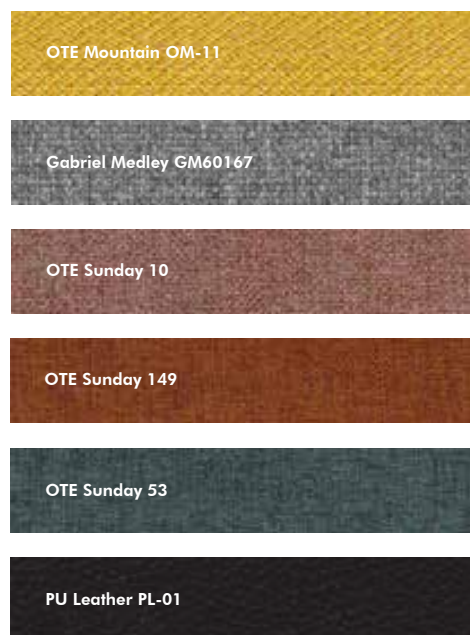 OTE Mountain OM-11
Gabriel Medley GM60167
OTE Sunday 10
OTE Sunday 149
OTE Sunday 53
PU Leather PL-01